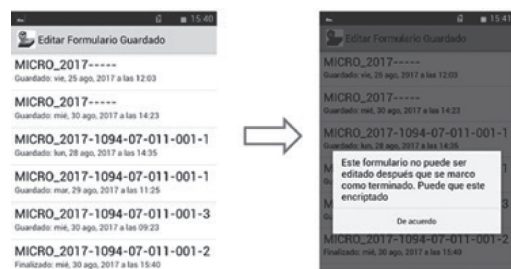 15:40
Editar Formulario Guardado
MICRO_2017-----
Guardado: vie, 25 ago, 2017 a las 12:03
MICRO_2017-----
Guardado: mié, 30 ago, 2017 a las 14:23
MICRO_2017-1094-07-011-001-1
Guardado: lun, 28 ago, 2017 a las 14:35
MICRO_2017-1094-07-011-001-1
Guardado: mar, 29 ago, 2017 a las 11:25
MICRO_2017-1094-07-011-001-3
Guardado: mié, 30 ago, 2017 a las 09:23
MICRO_2017-1094-07-011-001-2
Finalizado: mié, 30 ago, 2017 a las 15:40
15:41
Editar Formulario Guardado
MICRO_2017-----
Guardado: vie, 25 ago, 2017 a las 12:03
MICRO_2017-----
Guardado: mié, 30 ago, 2017 a las 14:23
MICRO_2017-1094-07-011-001-1
Guardado: lun, 28 ago, 2017 a las 14:35
Este formulario no puede ser
editado después que se marco
como terminado. Puede que este
encriptado
De acuerdo
MICRO_2017-1094-07-011-001-2
Finalizado: mié, 30 ago, 2017 a las 15:40